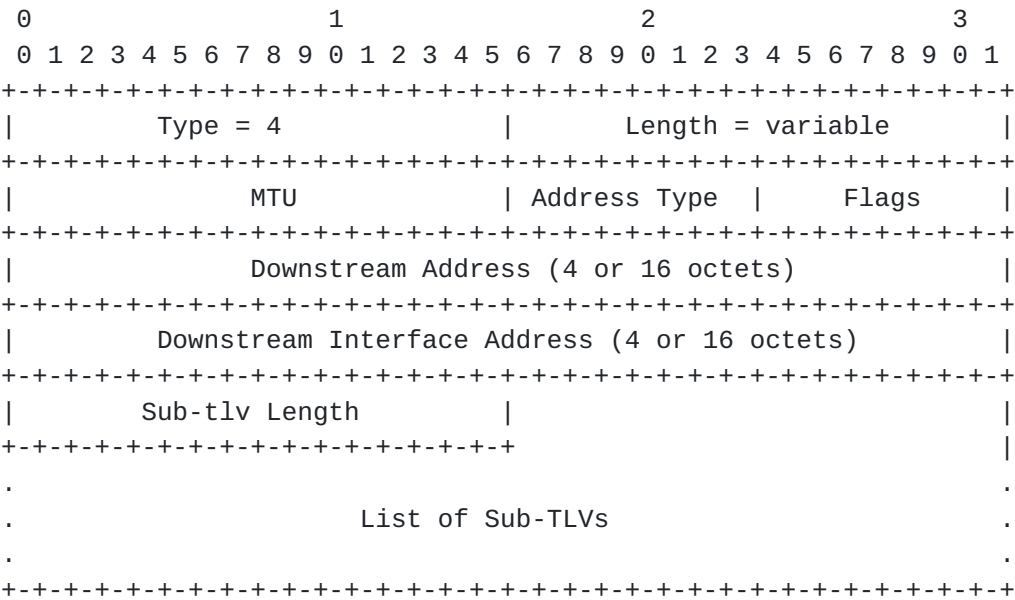 0                   1                   2                   3
 0 1 2 3 4 5 6 7 8 9 0 1 2 3 4 5 6 7 8 9 0 1 2 3 4 5 6 7 8 9 0 1
+-+-+-+-+-+-+-+-+-+-+-+-+-+-+-+-+-+-+-+-+-+-+-+-+-+-+-+-+-+-+-+-+
|         Type = 4              |       Length = variable       |
+-+-+-+-+-+-+-+-+-+-+-+-+-+-+-+-+-+-+-+-+-+-+-+-+-+-+-+-+-+-+-+-+
|               MTU             | Address Type  |     Flags     |
+-+-+-+-+-+-+-+-+-+-+-+-+-+-+-+-+-+-+-+-+-+-+-+-+-+-+-+-+-+-+-+-+
|               Downstream Address (4 or 16 octets)             |
+-+-+-+-+-+-+-+-+-+-+-+-+-+-+-+-+-+-+-+-+-+-+-+-+-+-+-+-+-+-+-+-+
|         Downstream Interface Address (4 or 16 octets)         |
+-+-+-+-+-+-+-+-+-+-+-+-+-+-+-+-+-+-+-+-+-+-+-+-+-+-+-+-+-+-+-+-+
|        Sub-tlv Length         |                               |
+-+-+-+-+-+-+-+-+-+-+-+-+-+-+-+-+                               |
.                                                               .
.                      List of Sub-TLVs                         .
.                                                               .
+-+-+-+-+-+-+-+-+-+-+-+-+-+-+-+-+-+-+-+-+-+-+-+-+-+-+-+-+-+-+-+-+